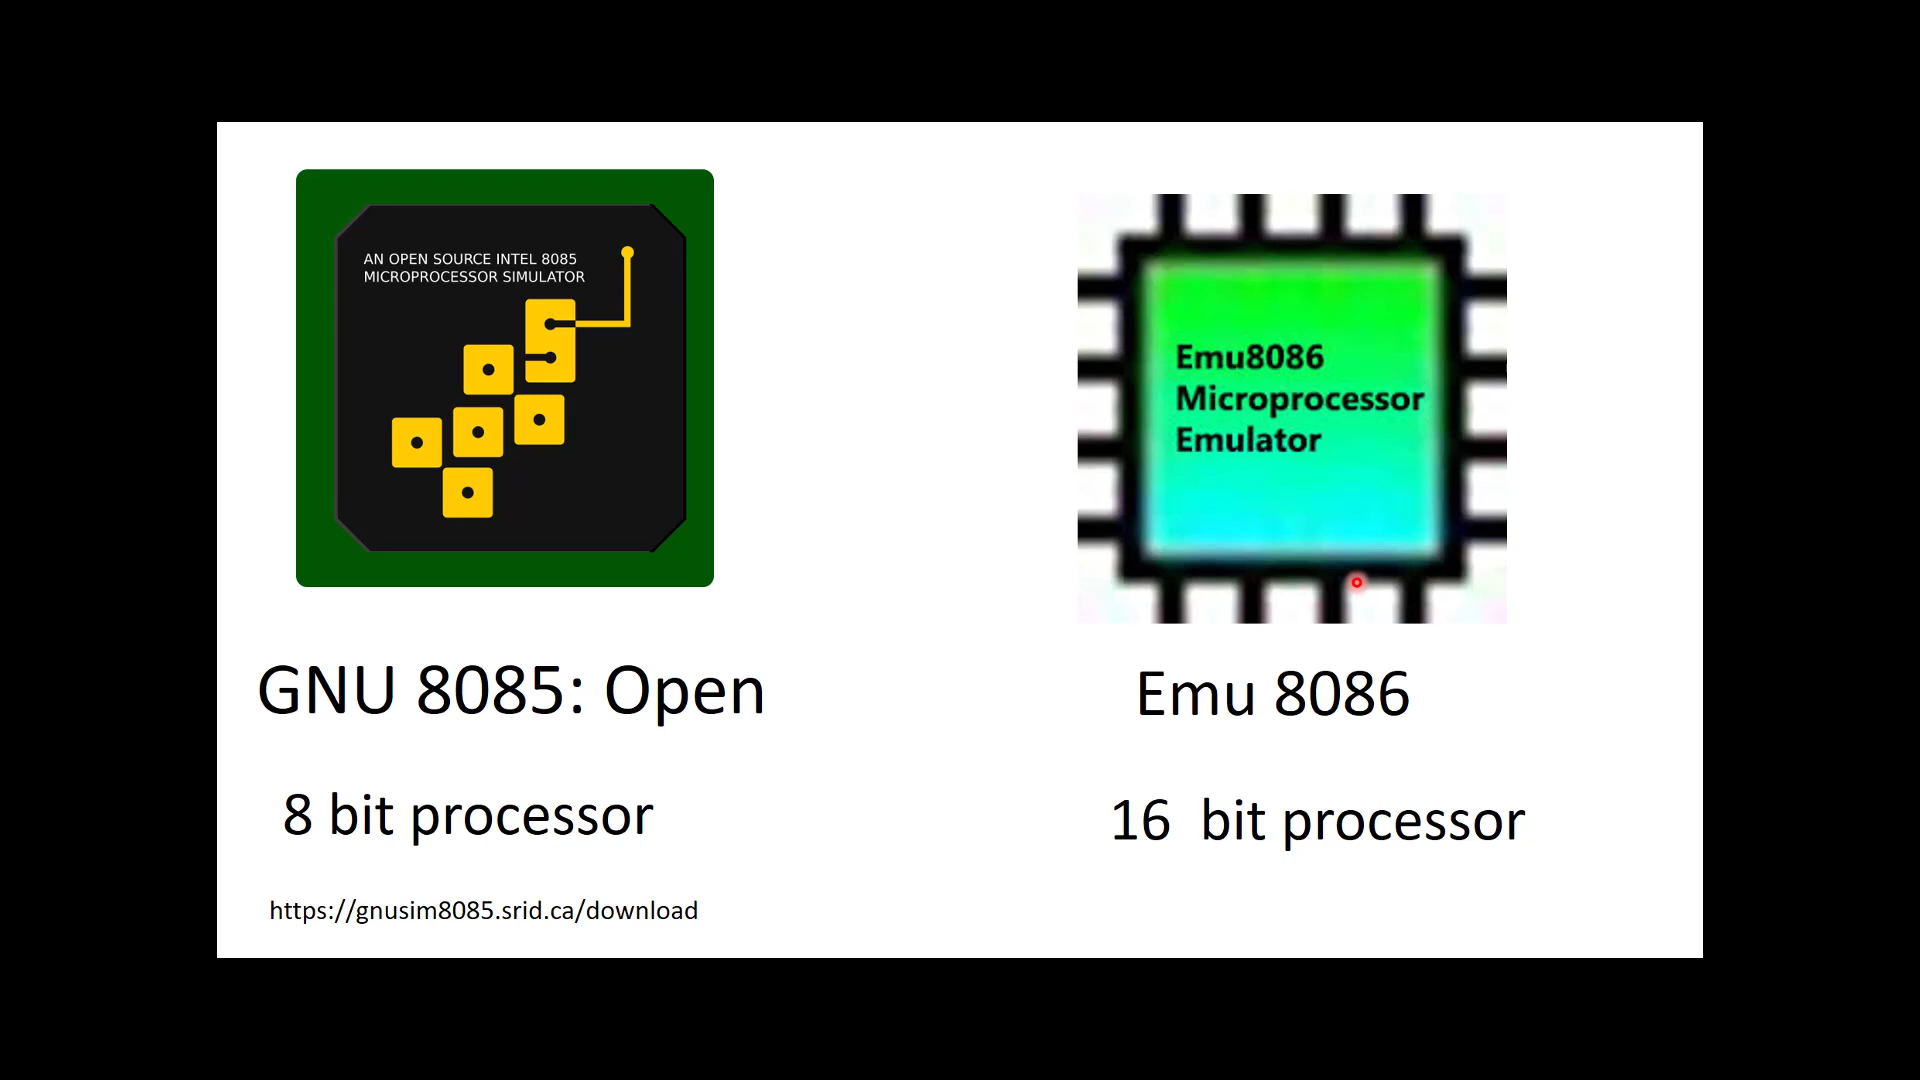 AN OPEN SOURCE INTEL 8085
MICROPROCESSOR SIMULATOR
GNU 8085: Open
8 bit processor
https://gnusim8085.srid.ca/download
Emu8086
Microprocessor
Emulator
Emu 8086
16  bit processor